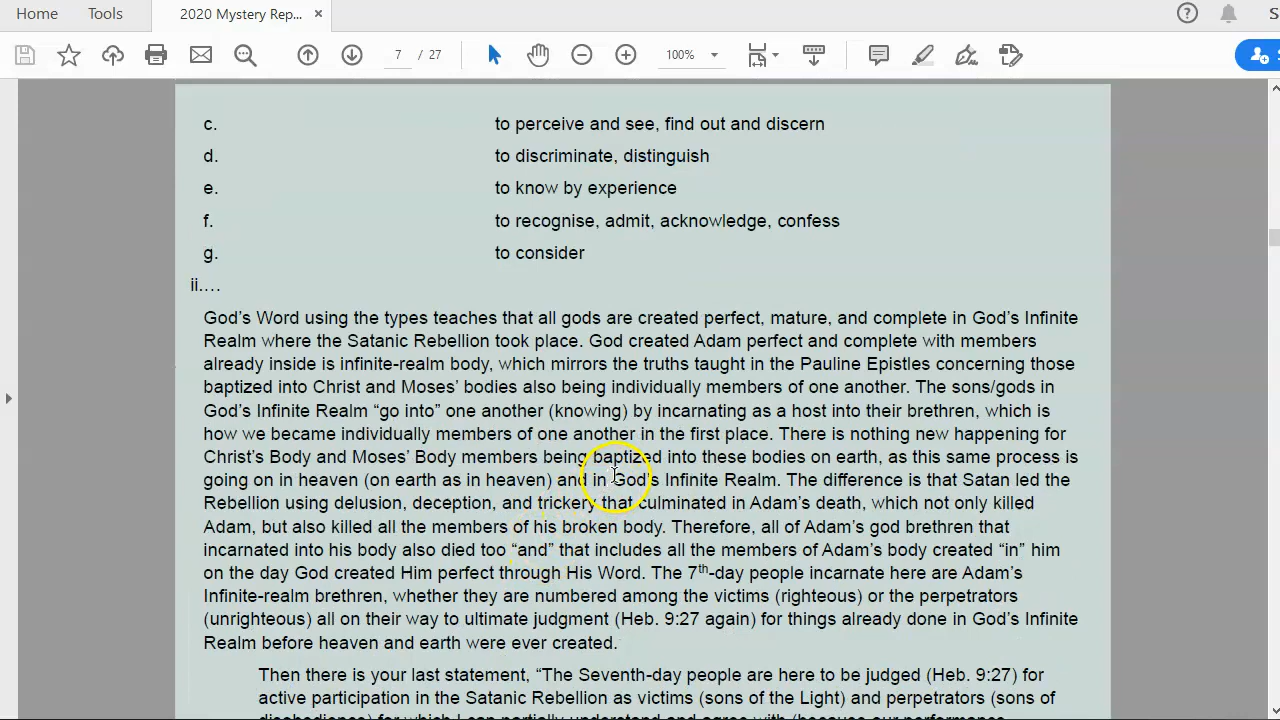 Home Tools 2020 Mystery Rep... × S
7 / 27 100%
c. to perceive and see, find out and discern
d. to discriminate, distinguish
e. to know by experience
f. to recognise, admit, acknowledge, confess
g. to consider
ii.…
God’s Word using the types teaches that all gods are created perfect, mature, and complete in God’s Infinite
Realm where the Satanic Rebellion took place. God created Adam perfect and complete with members
already inside is infinite-realm body, which mirrors the truths taught in the Pauline Epistles concerning those
baptized into Christ and Moses’ bodies also being individually members of one another. The sons/gods in
God’s Infinite Realm “go into” one another (knowing) by incarnating as a host into their brethren, which is
how we became individually members of one another in the first place. There is nothing new happening for
Christ’s Body and Moses’ Body members being baptized into these bodies on earth, as this same process is
going on in heaven (on earth as in heaven) and in God’s Infinite Realm. The difference is that Satan led the
Rebellion using delusion, deception, and trickery that culminated in Adam’s death, which not only killed
Adam, but also killed all the members of his broken body. Therefore, all of Adam’s god brethren that
incarnated into his body also died too “and” that includes all the members of Adam’s body created “in” him
on the day God created Him perfect through His Word. The 7th-day people incarnate here are Adam’s
Infinite-realm brethren, whether they are numbered among the victims (righteous) or the perpetrators
(unrighteous) all on their way to ultimate judgment (Heb. 9:27 again) for things already done in God’s Infinite
Realm before heaven and earth were ever created.
Then there is your last statement, “The Seventh-day people are here to be judged (Heb. 9:27) for
active participation in the Satanic Rebellion as victims (sons of the Light) and perpetrators (sons of
disobedience) for which I can partially understand and agree with (because our performance